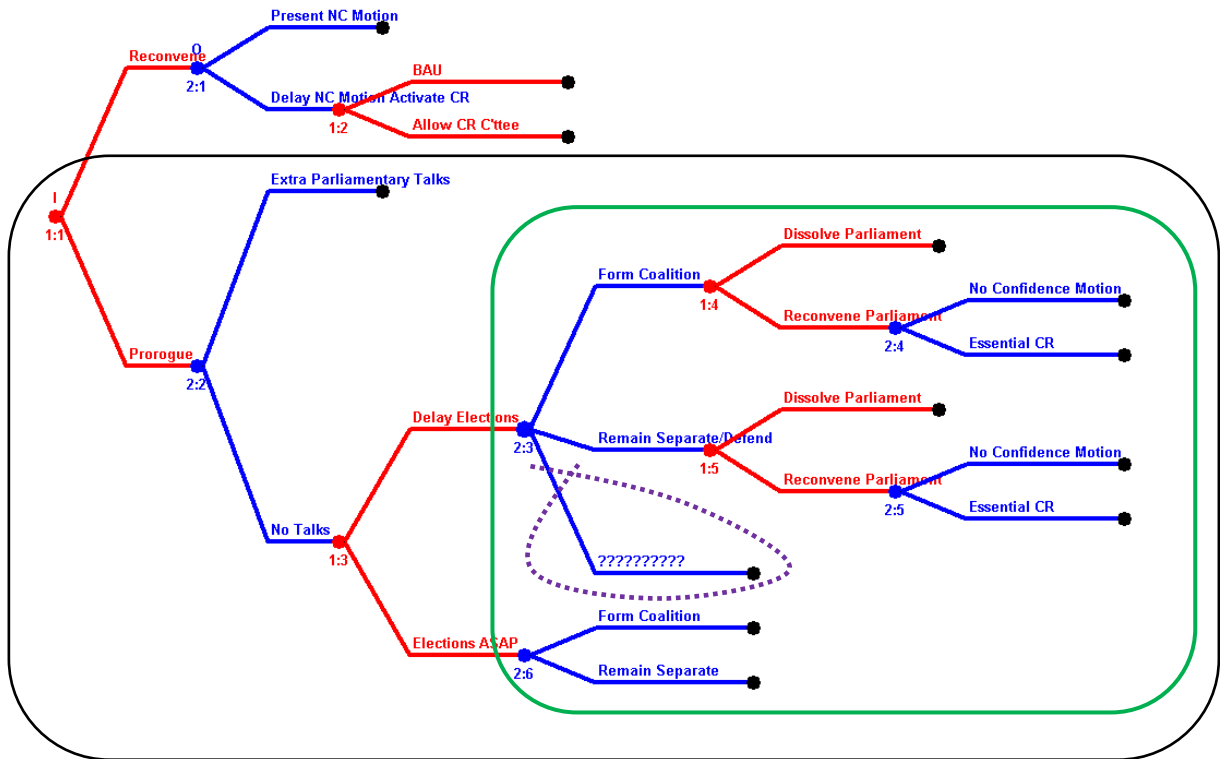 Present NC Motion
O
Reconvene
2:1
BAU
Delay NC Motion Activate CR
1:2
Allow CR C'ttee
I
1:1
Extra Parliamentary Talks
Dissolve Parliament
Form Coalition
1:4
No Confidence Motion
Reconvene Parliament
2:4
Essential CR
Prorogue
2:2
Dissolve Parliament
Delay Elections
2:3
Remain Separate/Defend
1:5
No Confidence Motion
Reconvene Parliament
2:5
Essential CR
No Talks
1:3
??????????
Form Coalition
Elections ASAP
2:6
Remain Separate